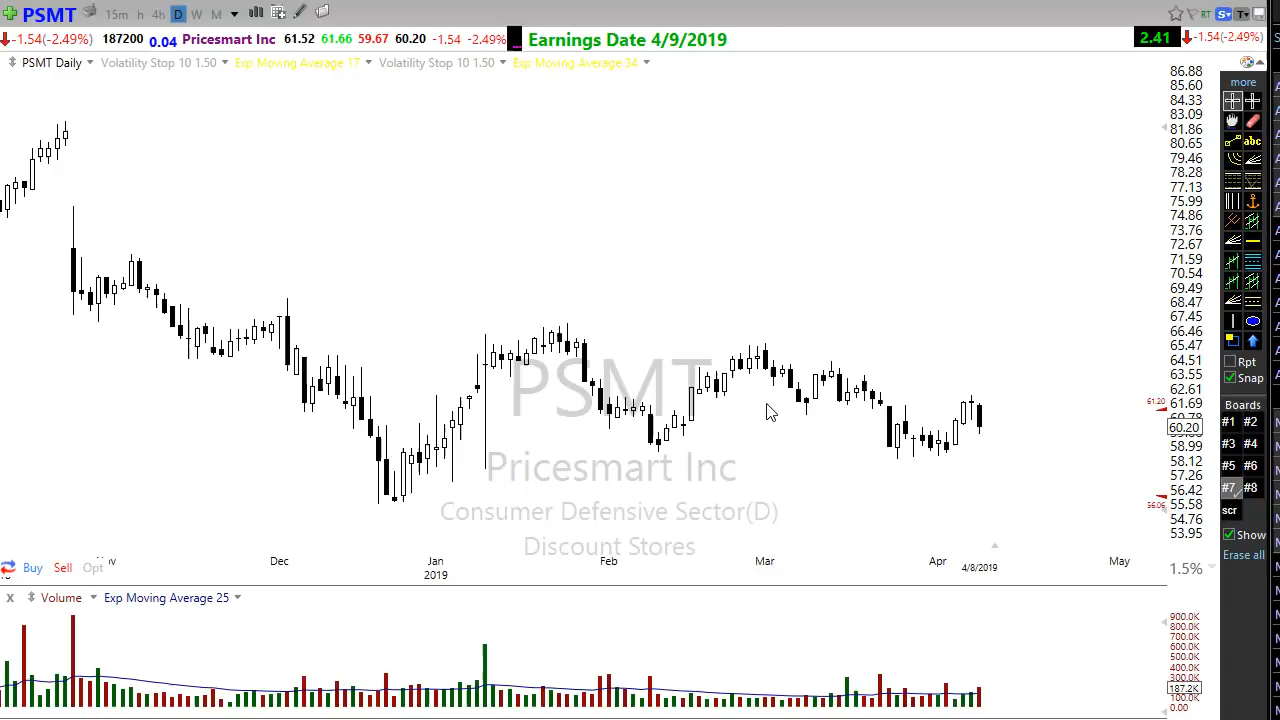 PSMT 15m h 4h D W M RT S T
-1.54(-2.49%) 187200 0.04 Pricesmart Inc 61.52 61.66 59.67 60.20 -1.54 -2.49% Earnings Date 4/9/2019 2.41 -1.54(-2.49%)
PSMT Daily Volatility Stop 10 1.50 Exp Moving Average 17 Volatility Stop 10 1.50 Exp Moving Average 34
86.88
85.60
84.33
83.09
81.86
80.65
79.46
78.28
77.13
75.99
74.86
73.76
72.67
71.59
70.54
69.49
68.47
67.45
66.46
65.47
64.51
63.55
62.61
61.69
60.20
58.99
58.12
57.26
56.42
55.58
54.76
53.95
61.20
56.06
PSMT
Pricesmart Inc
Consumer Defensive Sector(D)
Discount Stores
Dec Jan Feb Mar Apr May
2019 4/8/2019
Buy Sell Opt 1.5%
more
abc
Rpt
Snap
Boards
#1 #2
#3 #4
#5 #6
#7 #8
scr
Show
Erase all
x Volume Exp Moving Average 25
900.0K
800.0K
700.0K
600.0K
500.0K
400.0K
300.0K
187.2K
100.0K
0.00